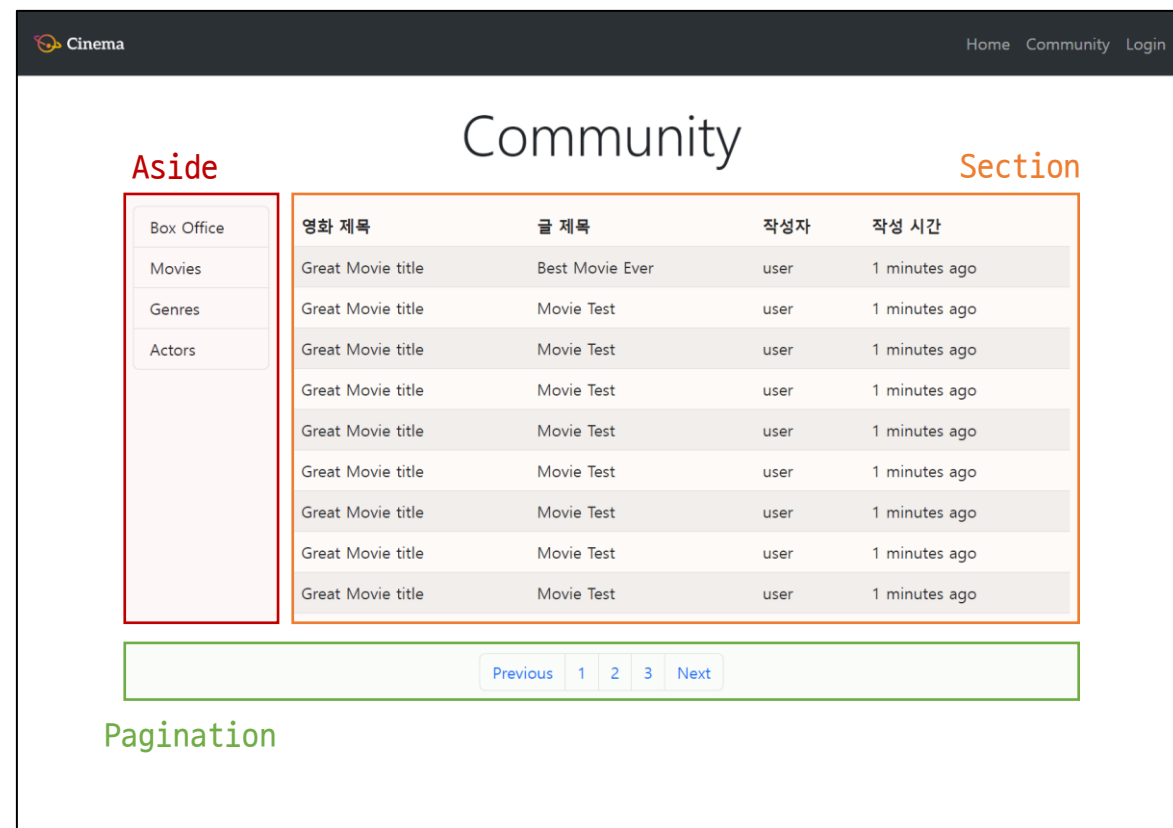 Cinema Home Community Login
Community
Aside Section
Box Office
Movies
Genres
Actors
영화 제목 글 제목 작성자 작성 시간
Great Movie title Best Movie Ever user 1 minutes ago
Great Movie title Movie Test user 1 minutes ago
Great Movie title Movie Test user 1 minutes ago
Great Movie title Movie Test user 1 minutes ago
Great Movie title Movie Test user 1 minutes ago
Great Movie title Movie Test user 1 minutes ago
Great Movie title Movie Test user 1 minutes ago
Great Movie title Movie Test user 1 minutes ago
Great Movie title Movie Test user 1 minutes ago
Previous 1 2 3 Next
Pagination